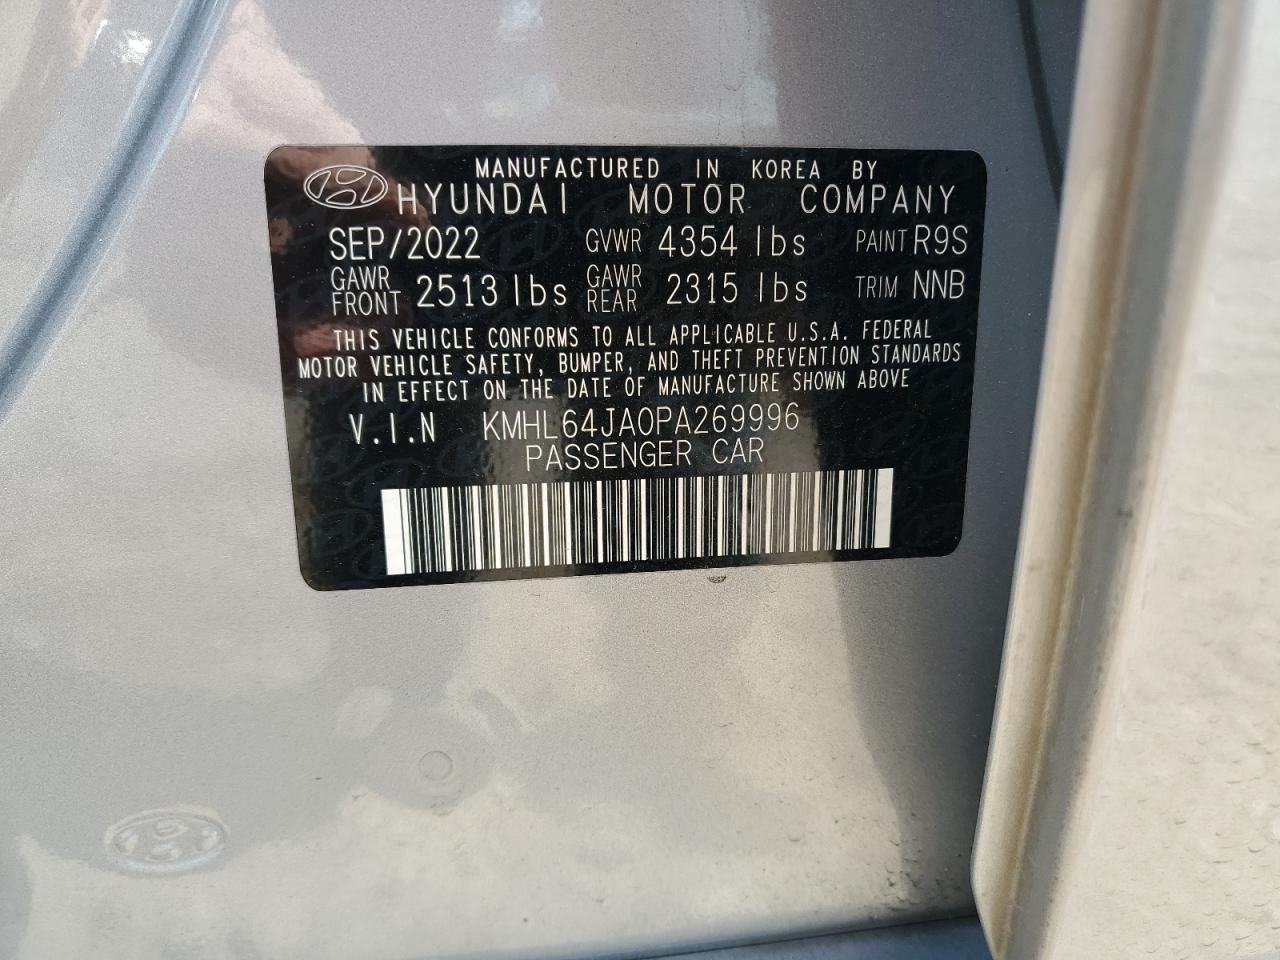 MANUFACTURED IN KOREA BY
HYUNDAI MOTOR COMPANY
SEP/2022 GVWR 4354 lbs PAINT R9S
GAWR FRONT 2513 lbs GAWR REAR 2315 lbs TRIM NNB
THIS VEHICLE CONFORMS TO ALL APPLICABLE U.S.A. FEDERAL
MOTOR VEHICLE SAFETY, BUMPER, AND THEFT PREVENTION STANDARDS
IN EFFECT ON THE DATE OF MANUFACTURE SHOWN ABOVE
V.I.N KMHL64JA0PA269996
PASSENGER CAR